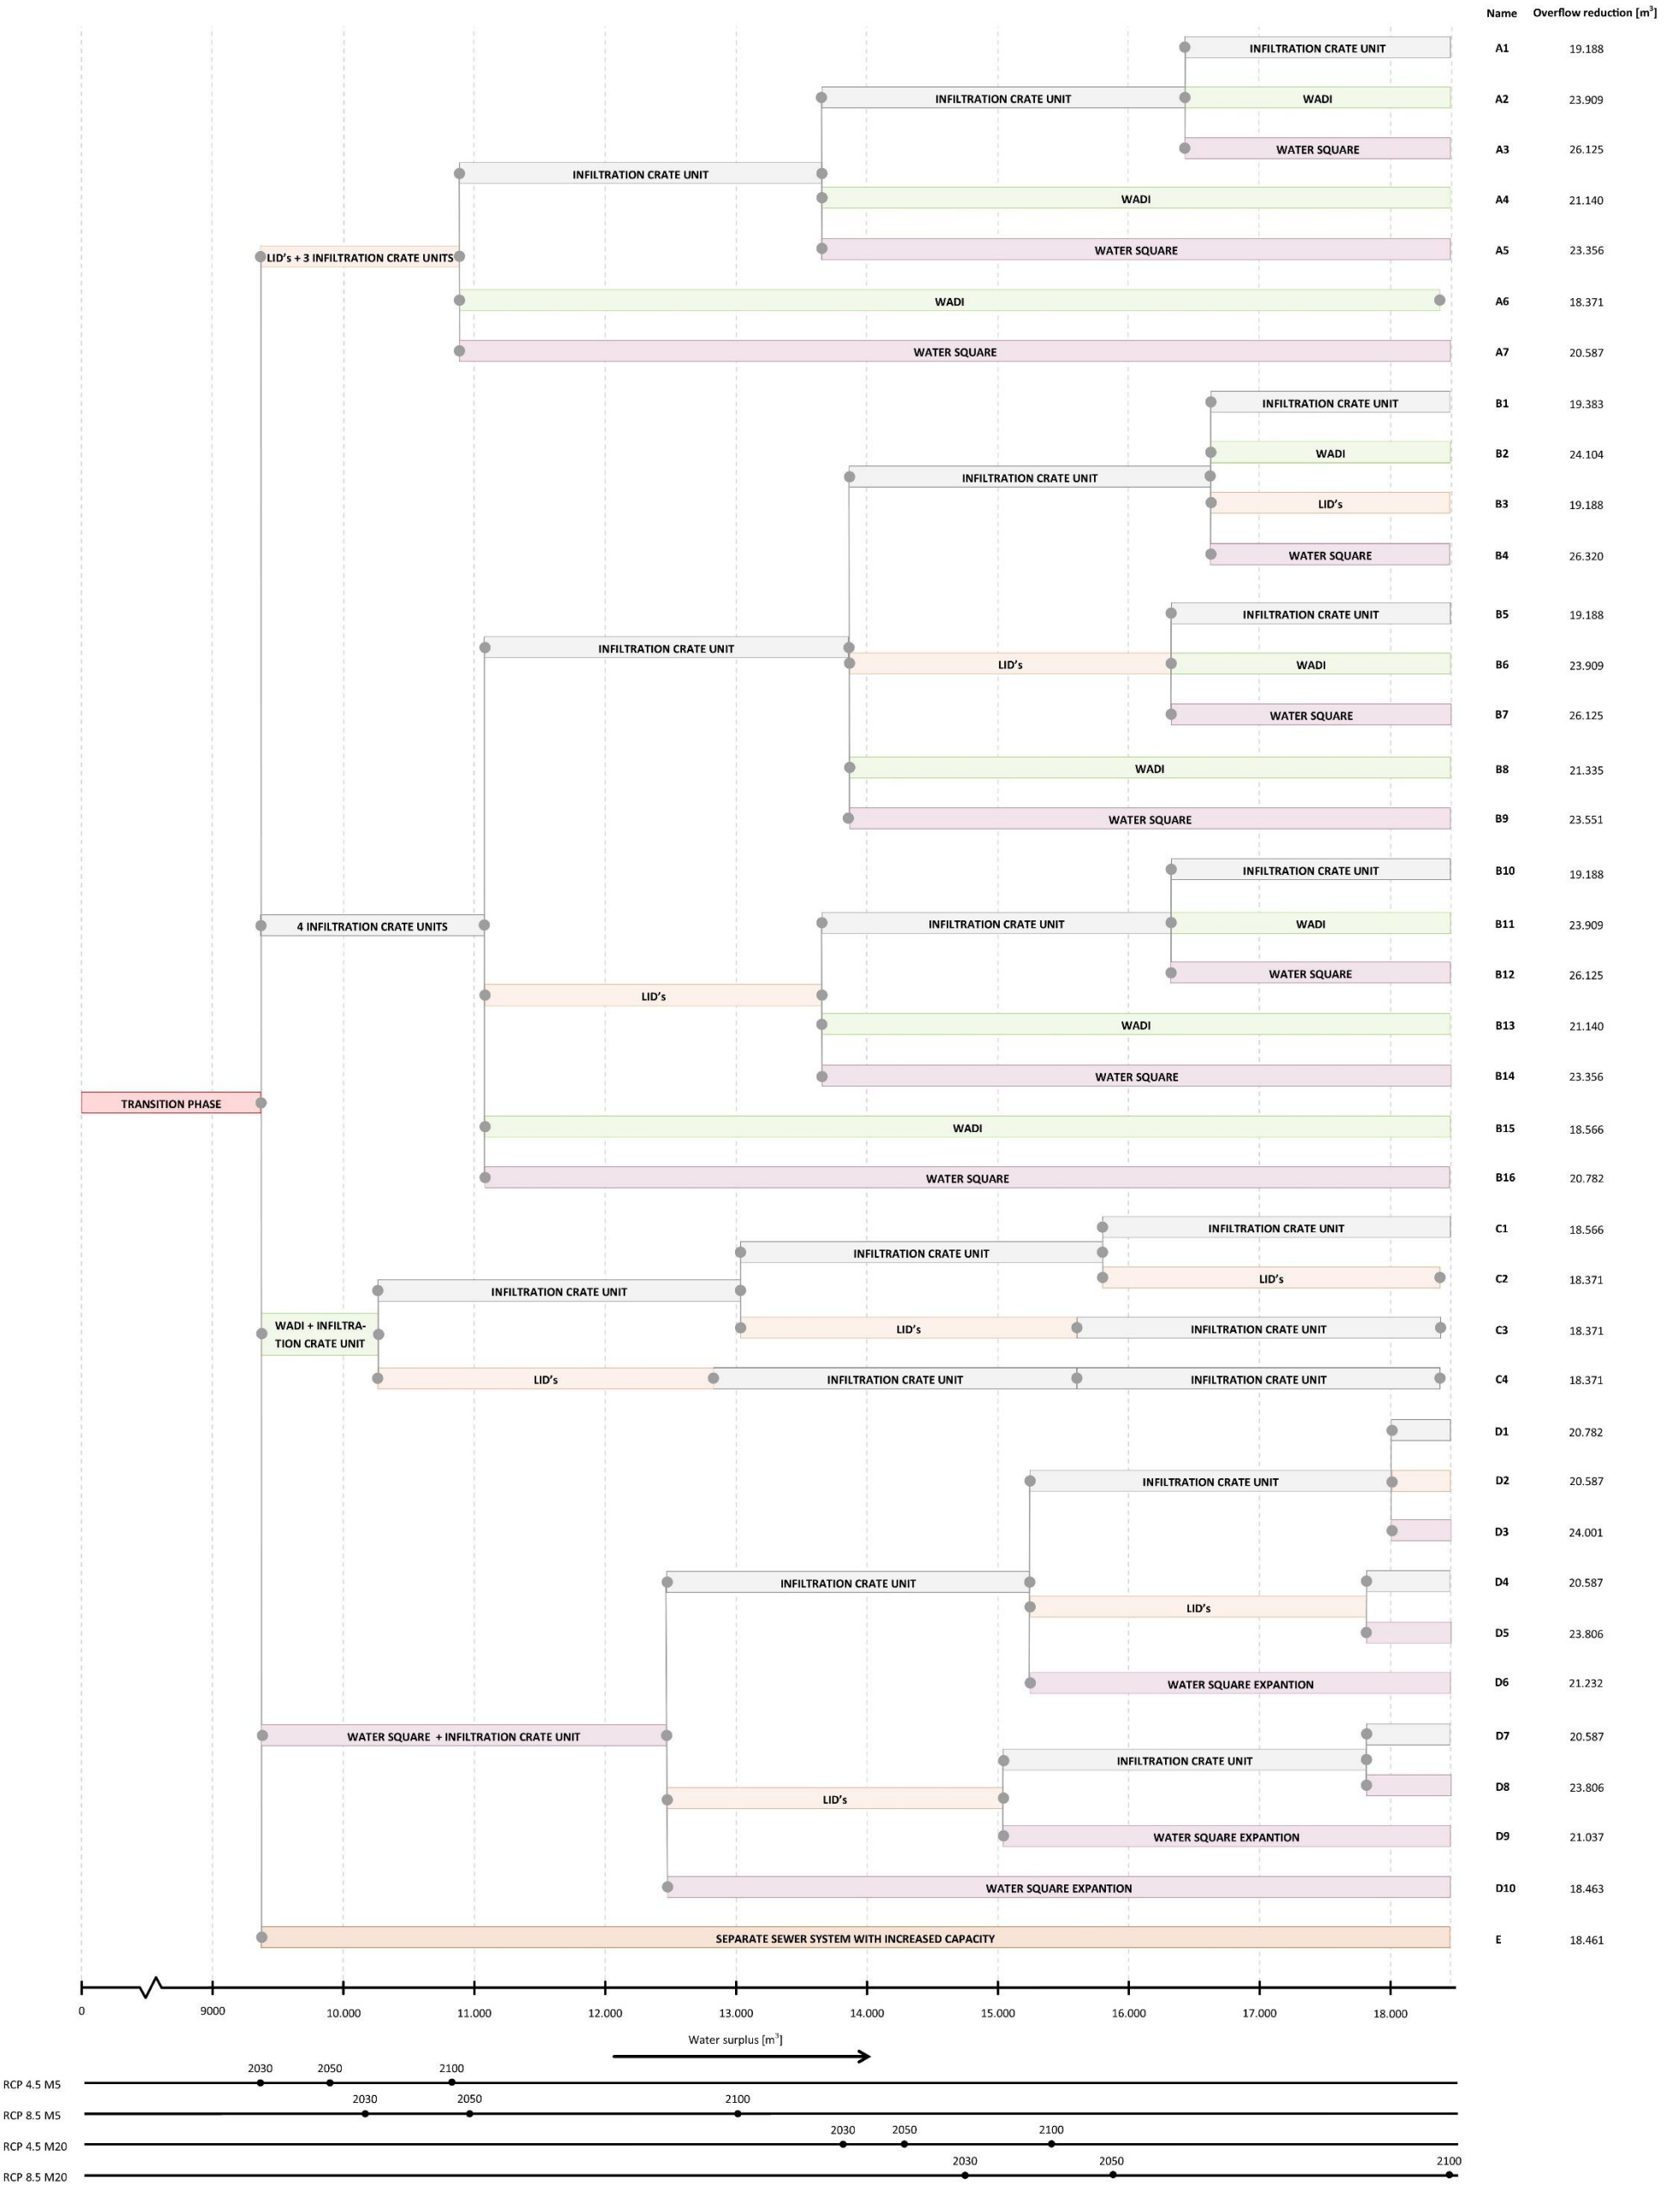 Name Overflow reduction [m³]
INFILTRATION CRATE UNIT A1 19.188
INFILTRATION CRATE UNIT WADI A2 23.909
WATER SQUARE A3 26.125
INFILTRATION CRATE UNIT
WADI A4 21.140
WATER SQUARE A5 23.356
LID's + 3 INFILTRATION CRATE UNITS
WADI A6 18.371
WATER SQUARE A7 20.587
INFILTRATION CRATE UNIT B1 19.383
WADI B2 24.104
INFILTRATION CRATE UNIT
LID's B3 19.188
WATER SQUARE B4 26.320
INFILTRATION CRATE UNIT B5 19.188
INFILTRATION CRATE UNIT
LID's WADI B6 23.909
WATER SQUARE B7 26.125
WADI B8 21.335
WATER SQUARE B9 23.551
INFILTRATION CRATE UNIT B10 19.188
4 INFILTRATION CRATE UNITS INFILTRATION CRATE UNIT WADI B11 23.909
WATER SQUARE B12 26.125
LID's
WADI B13 21.140
WATER SQUARE B14 23.356
TRANSITION PHASE
WADI B15 18.566
WATER SQUARE B16 20.782
INFILTRATION CRATE UNIT C1 18.566
INFILTRATION CRATE UNIT
LID's C2 18.371
INFILTRATION CRATE UNIT
WADI + INFILTRA-
TION CRATE UNIT
LID's INFILTRATION CRATE UNIT C3 18.371
LID's INFILTRATION CRATE UNIT INFILTRATION CRATE UNIT C4 18.371
D1 20.782
INFILTRATION CRATE UNIT D2 20.587
D3 24.001
INFILTRATION CRATE UNIT D4 20.587
LID's
D5 23.806
WATER SQUARE EXPANTION D6 21.232
WATER SQUARE + INFILTRATION CRATE UNIT D7 20.587
INFILTRATION CRATE UNIT
D8 23.806
LID's
WATER SQUARE EXPANTION D9 21.037
WATER SQUARE EXPANTION D10 18.463
SEPARATE SEWER SYSTEM WITH INCREASED CAPACITY E 18.461
0 9000 10.000 11.000 12.000 13.000 14.000 15.000 16.000 17.000 18.000
Water surplus [m³]
2030 2050 2100
RCP 4.5 M5
2030 2050 2100
RCP 8.5 M5
2030 2050 2100
RCP 4.5 M20
2030 2050 2100
RCP 8.5 M20